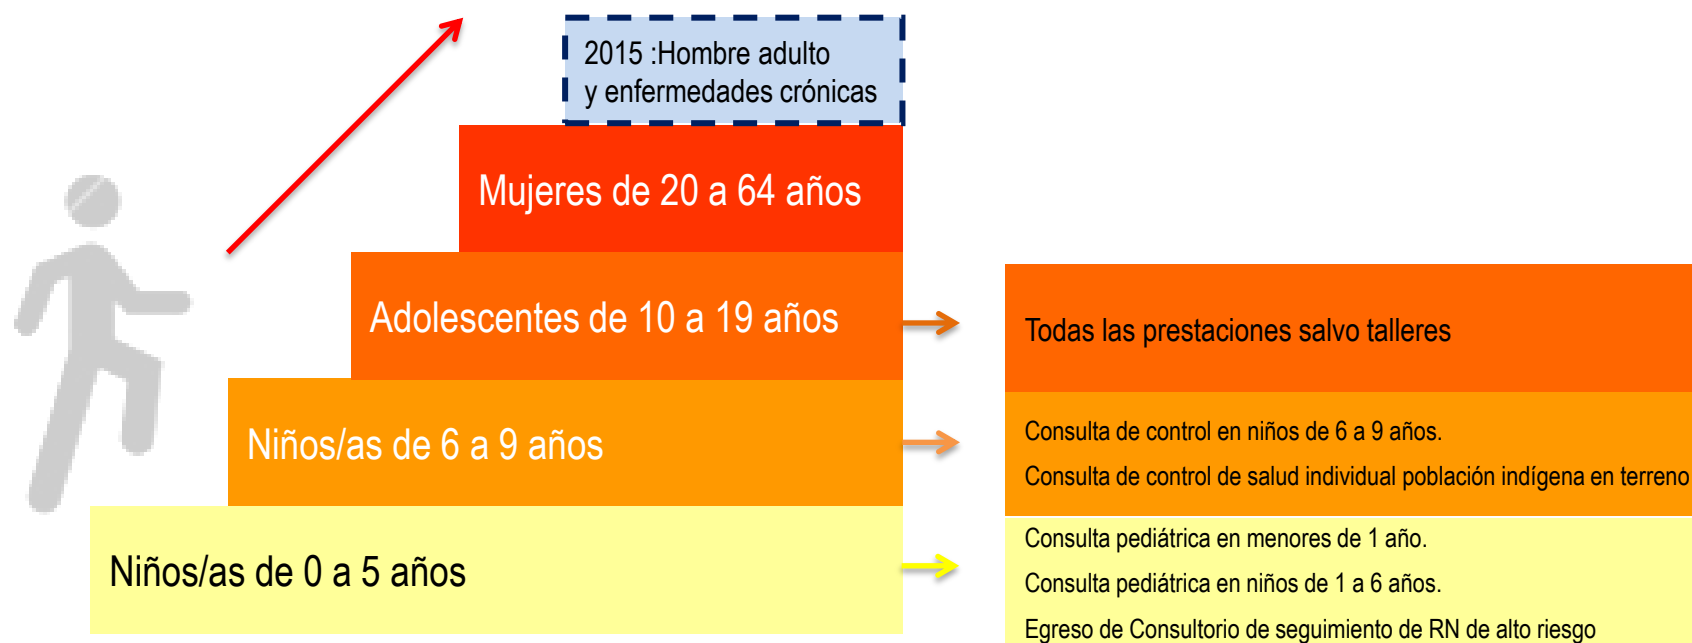 2015 :Hombre adulto
y enfermedades crónicas
Mujeres de 20 a 64 años
Adolescentes de 10 a 19 años
Todas las prestaciones salvo talleres
Niños/as de 6 a 9 años
Consulta de control en niños de 6 a 9 años.
Consulta de control de salud individual población indígena en terreno
Niños/as de 0 a 5 años
Consulta pediátrica en menores de 1 año.
Consulta pediátrica en niños de 1 a 6 años.
Egreso de Consultorio de seguimiento de RN de alto riesgo